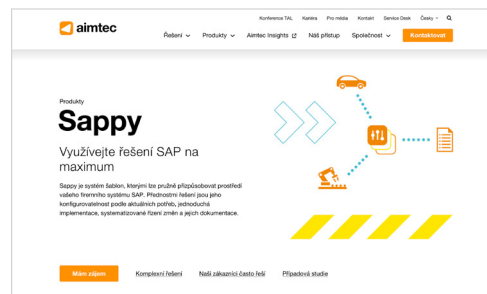 Konference TAL Kariéra Pro média Kontakt Service Desk Česky
aimtec
Řešení Produkty Aimtec Insights Náš přístup Společnost Kontaktovat
Produkty
Sappy
Využívejte řešení SAP na
maximum
Sappy je systém šablon, kterými lze pružně přizpůsobovat prostředí
vašeho firemního systému SAP. Předností řešení jsou jeho
konfigurovatelnost podle aktuálních potřeb, jednoduchá
implementace, systematizované řízení změn a jejich dokumentace.
Mám zájem Komplexní řešení Naši zákazníci často řeší Případová studie